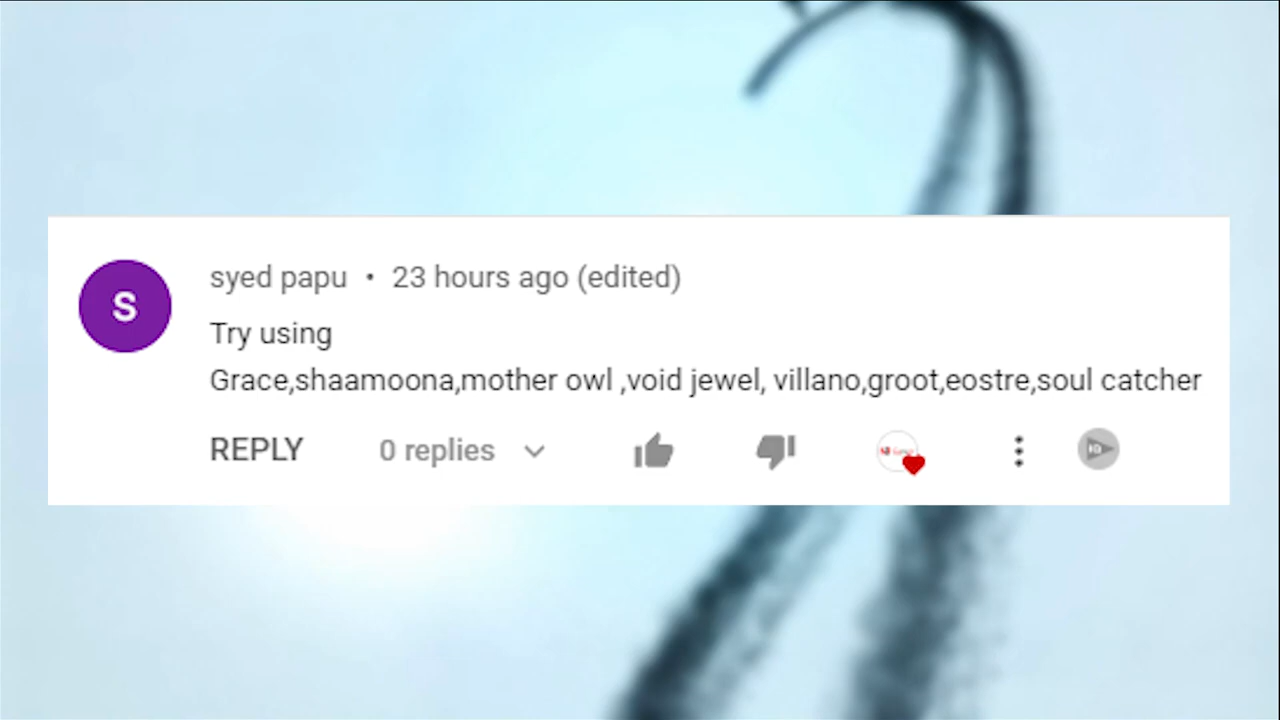 S
syed papu • 23 hours ago (edited)
Try using
Grace,shaamoona,mother owl ,void jewel, villano,groot,eostre,soul catcher
REPLY 0 replies